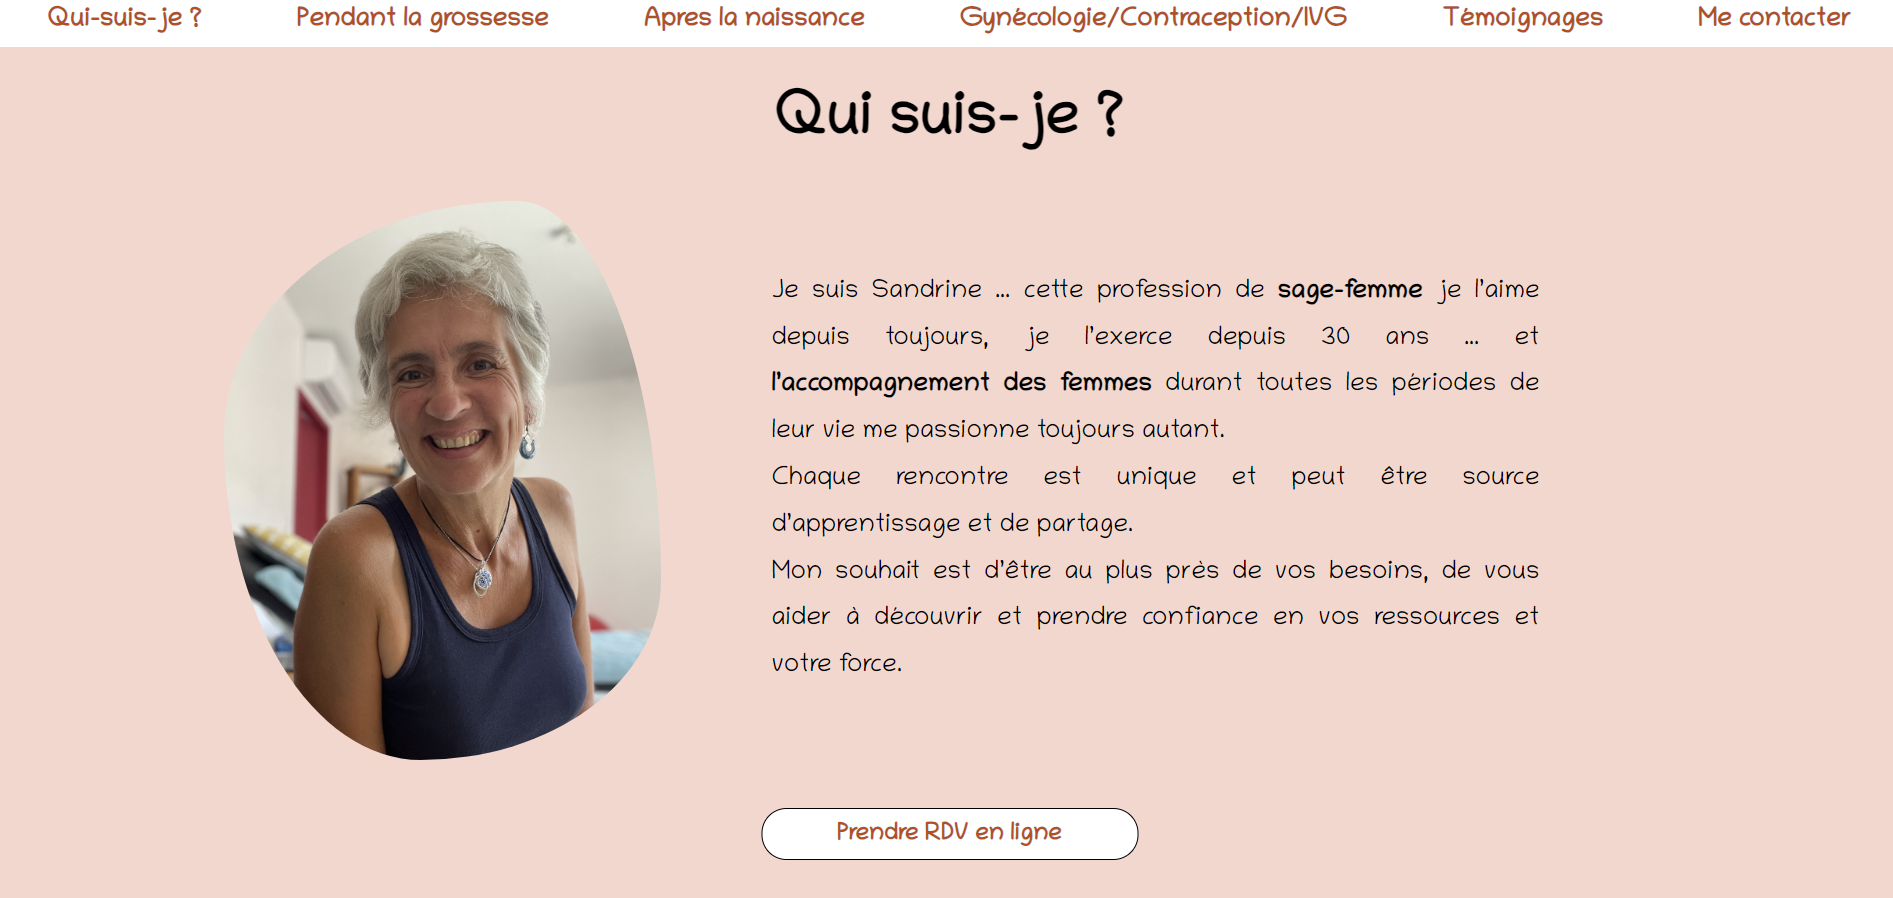 Qui-suis-je ?
Pendant la grossesse
Apres la naissance
Gynécologie/Contraception/IVG
Témoignages
Me contacter
Qui suis-je ?
Je suis Sandrine ... cette profession de sage-femme je l'aime
depuis toujours, je l'exerce depuis 30 ans ... et
l'accompagnement des femmes durant toutes les périodes de
leur vie me passionne toujours autant.
Chaque rencontre est unique et peut être source
d'apprentissage et de partage.
Mon souhait est d'être au plus près de vos besoins, de vous
aider à découvrir et prendre confiance en vos ressources et
votre force.
Prendre RDV en ligne